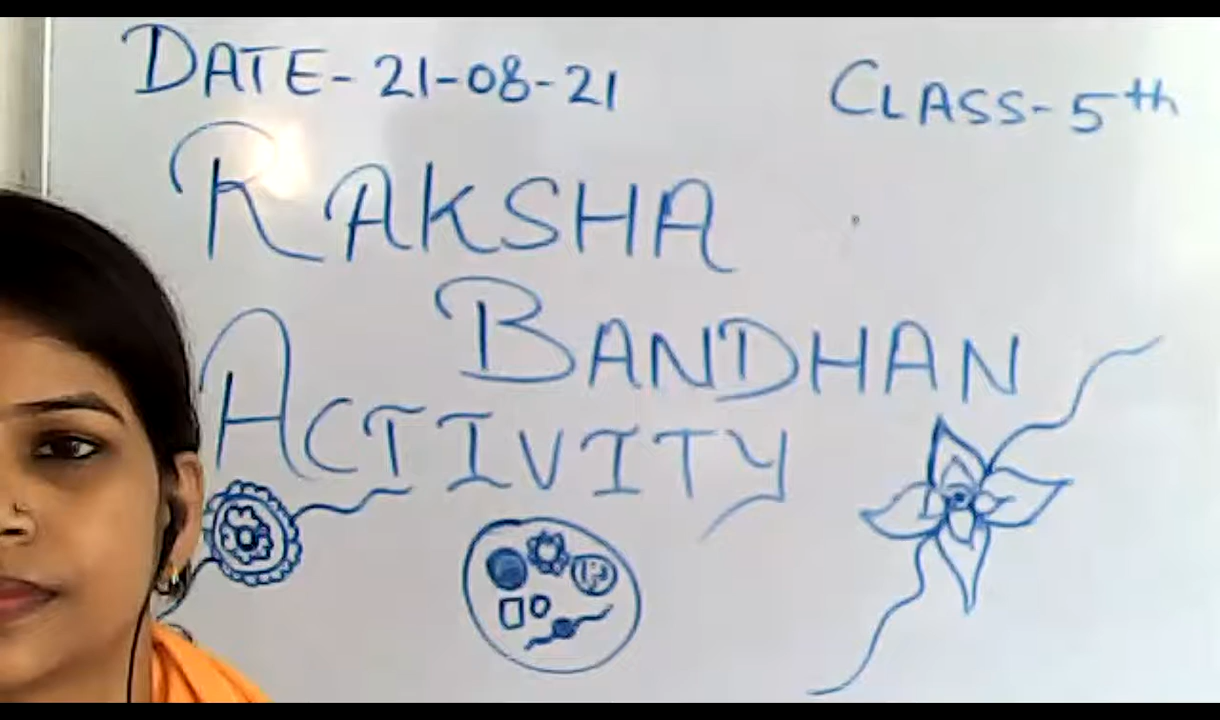 DATE- 21-08-21
CLASS- 5th
RAKSHA
BANDHAN
ACTIVITY